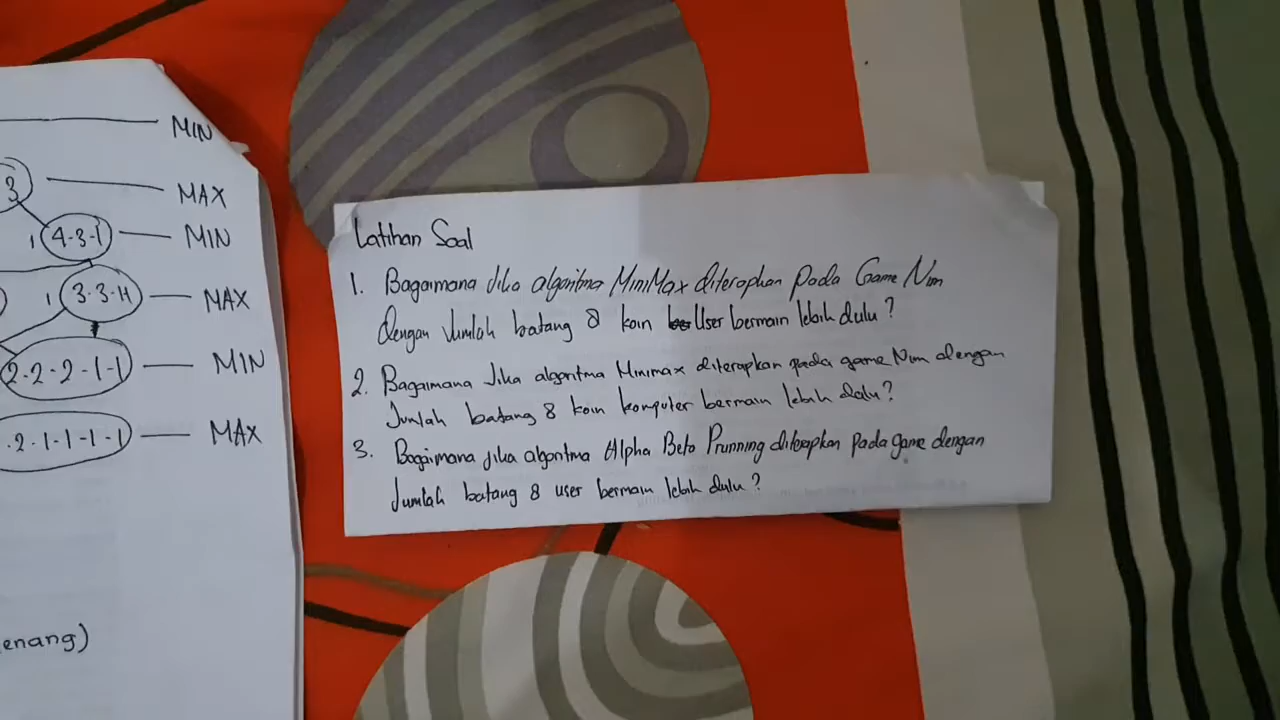 MIN
3 MAX
1 4-3-1 MIN
1 3-3-1-1 MAX
2-2-2-1-1 MIN
-2-1-1-1-1 MAX
enang)
Latihan Soal
1. Bagaimana Jika algoritma MiniMax diterapkan pada Game Nim
dengan Jumlah batang 8 koin User bermain lebih dulu?
2. Bagaimana Jika algoritma Minimax diterapkan pada game Nim dengan
Jumlah batang 8 koin komputer bermain lebih dulu?
3. Bagaimana jika algoritma Alpha Beta Prunning diterapkan pada game dengan
Jumlah batang 8 user bermain lebih dulu?